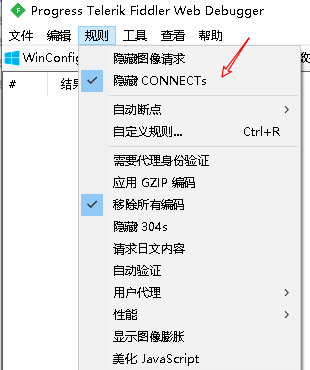 Progress Telerik Fiddler Web Debugger
文件 编辑 规则 工具 查看 帮助
WinConfig
#
结果
隐藏图像请求
隐藏 CONNECTs
自动断点
自定义规则... Ctrl+R
需要代理身份验证
应用 GZIP 编码
移除所有编码
隐藏 304s
请求日文内容
自动验证
用户代理
性能
显示图像膨胀
美化 JavaScript